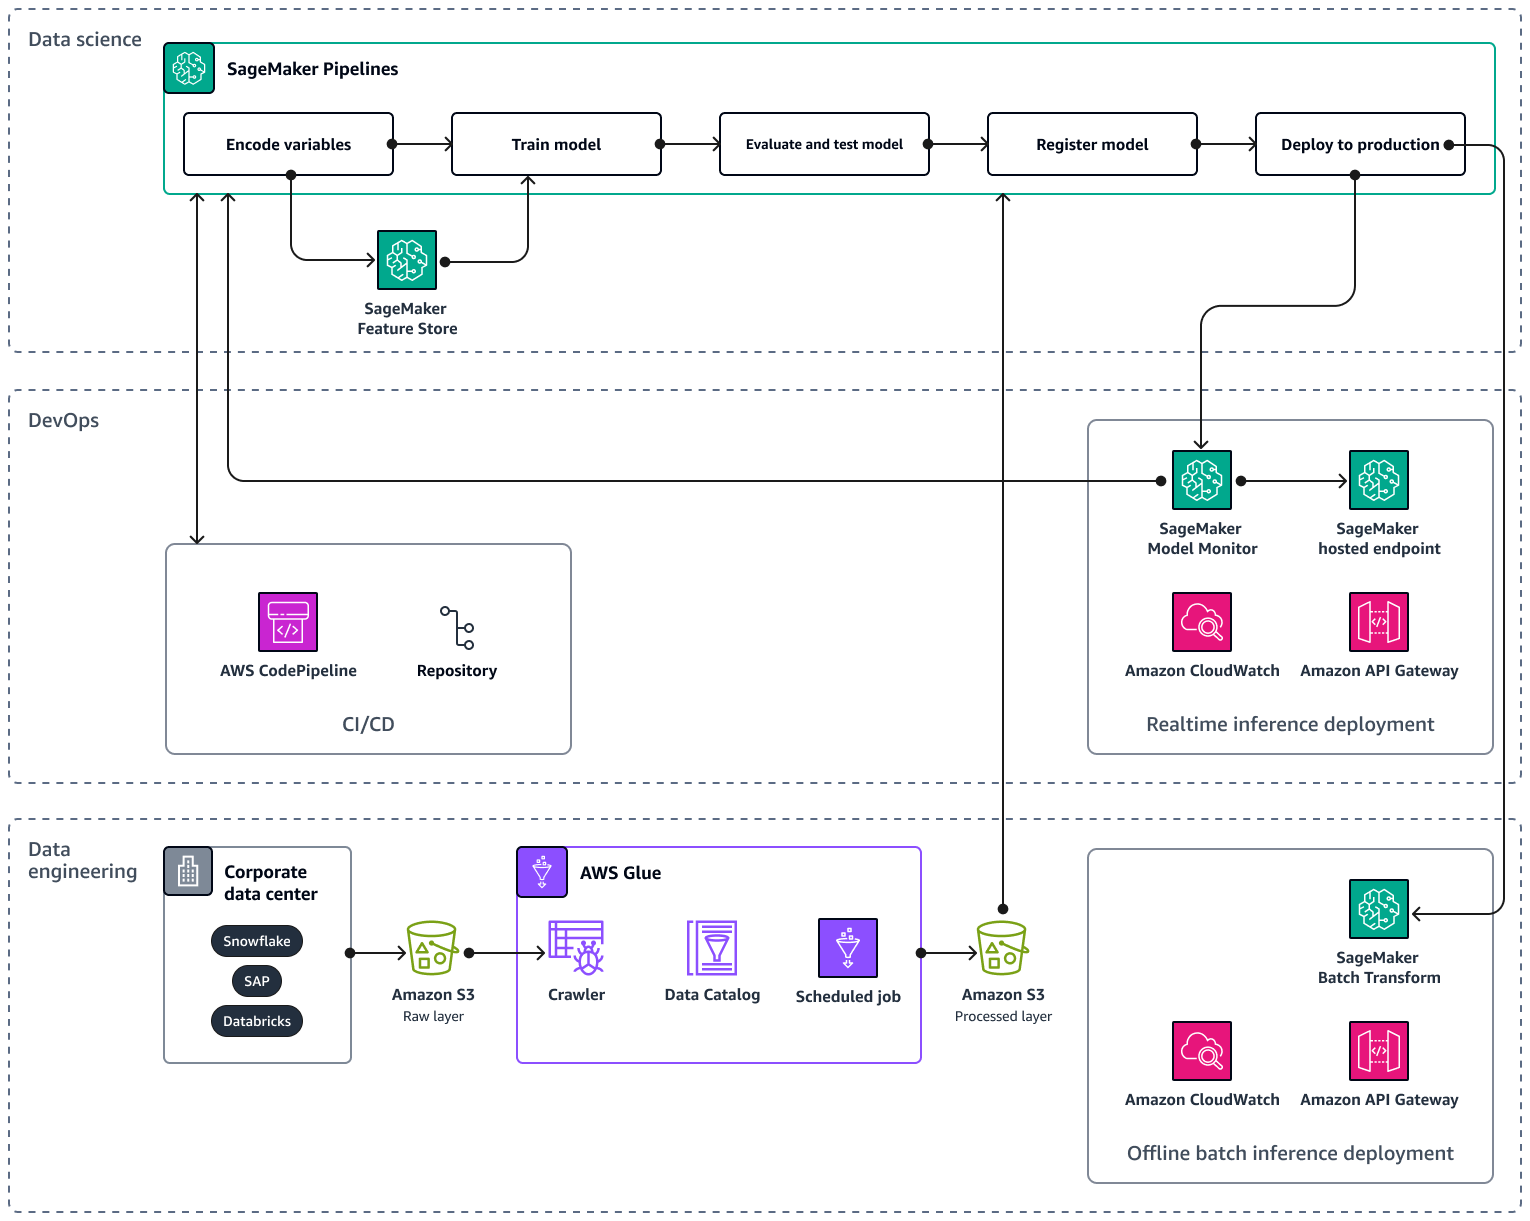 Data science
SageMaker Pipelines
Encode variables
Train model
Evaluate and test model
Register model
Deploy to production
SageMaker
Feature Store
DevOps
SageMaker
Model Monitor
SageMaker
hosted endpoint
AWS CodePipeline
Repository
CI/CD
Amazon CloudWatch
Amazon API Gateway
Realtime inference deployment
Data
engineering
Corporate
data center
Snowflake
SAP
Databricks
Amazon S3
Raw layer
AWS Glue
Crawler
Data Catalog
Scheduled job
Amazon S3
Processed layer
SageMaker
Batch Transform
Amazon CloudWatch
Amazon API Gateway
Offline batch inference deployment